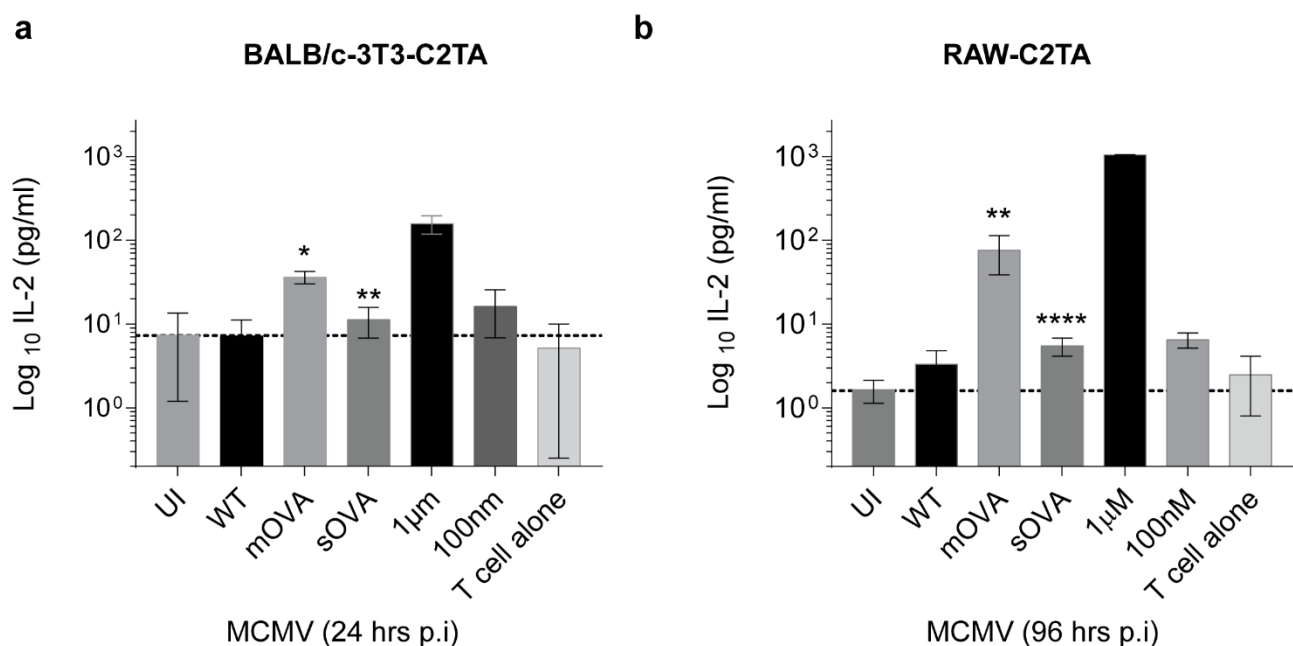 a
BALB/c-3T3-C2TA
Log 10 IL-2 (pg/ml)
10³
10²
10¹
10⁰
*
**
UI
WT
mOVA
sOVA
1µm
100nm
T cell alone
MCMV (24 hrs p.i)
b
RAW-C2TA
Log 10 IL-2 (pg/ml)
10³
10²
10¹
10⁰
**
****
UI
WT
mOVA
sOVA
1µM
100nM
T cell alone
MCMV (96 hrs p.i)